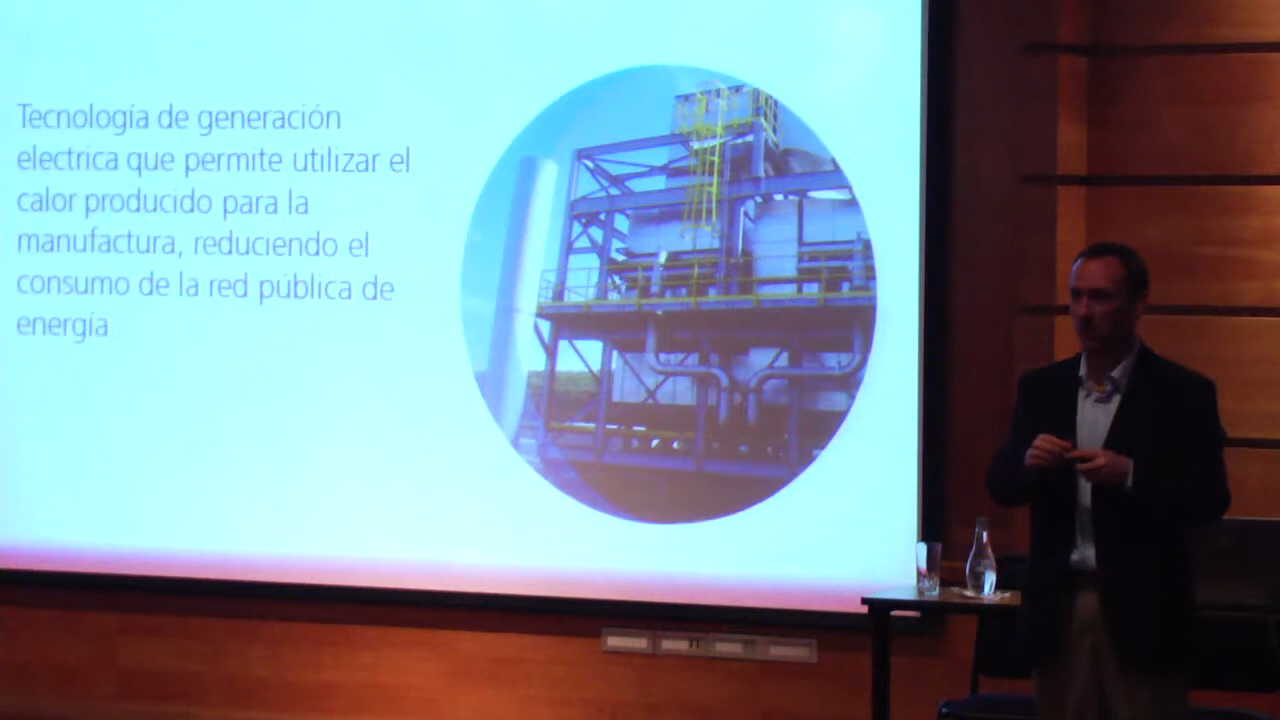 Tecnología de generación
electrica que permite utilizar el
calor producido para la
manufactura, reduciendo el
consumo de la red pública de
energía